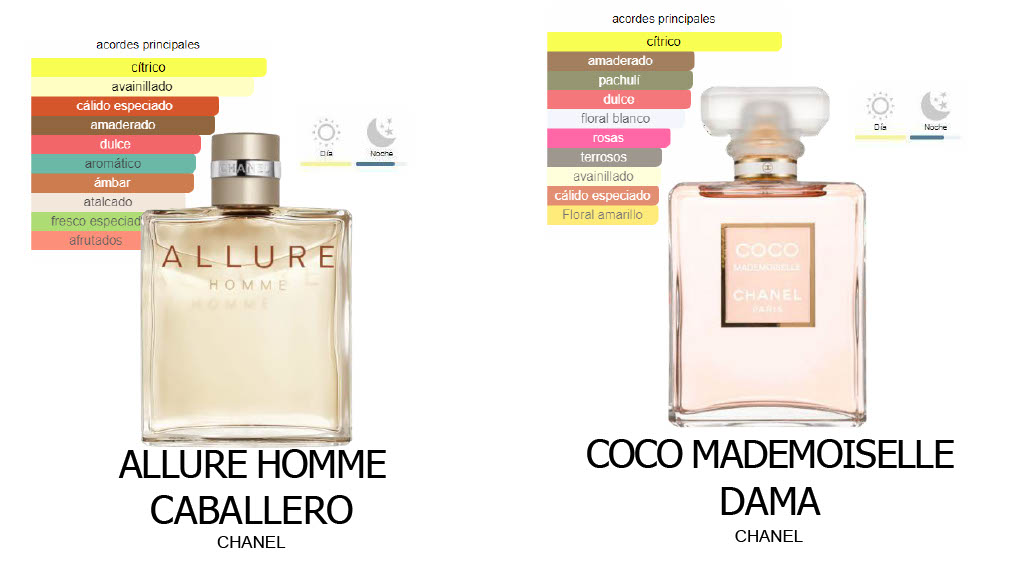 acordes principales
cítrico
avainillado
cálido especiado
amaderado
dulce
aromático
ámbar
atalcado
fresco especiad
afrutados
Día
Noche
CHANEL
ALLURE
HOMME
ALLURE HOMME
CABALLERO
CHANEL
acordes principales
cítrico
amaderado
pachulí
dulce
floral blanco
rosas
terrosos
avainillado
cálido especiado
Floral amarillo
Día
Noche
COCO
MADEMOISELLE
CHANEL
PARIS
COCO MADEMOISELLE
DAMA
CHANEL